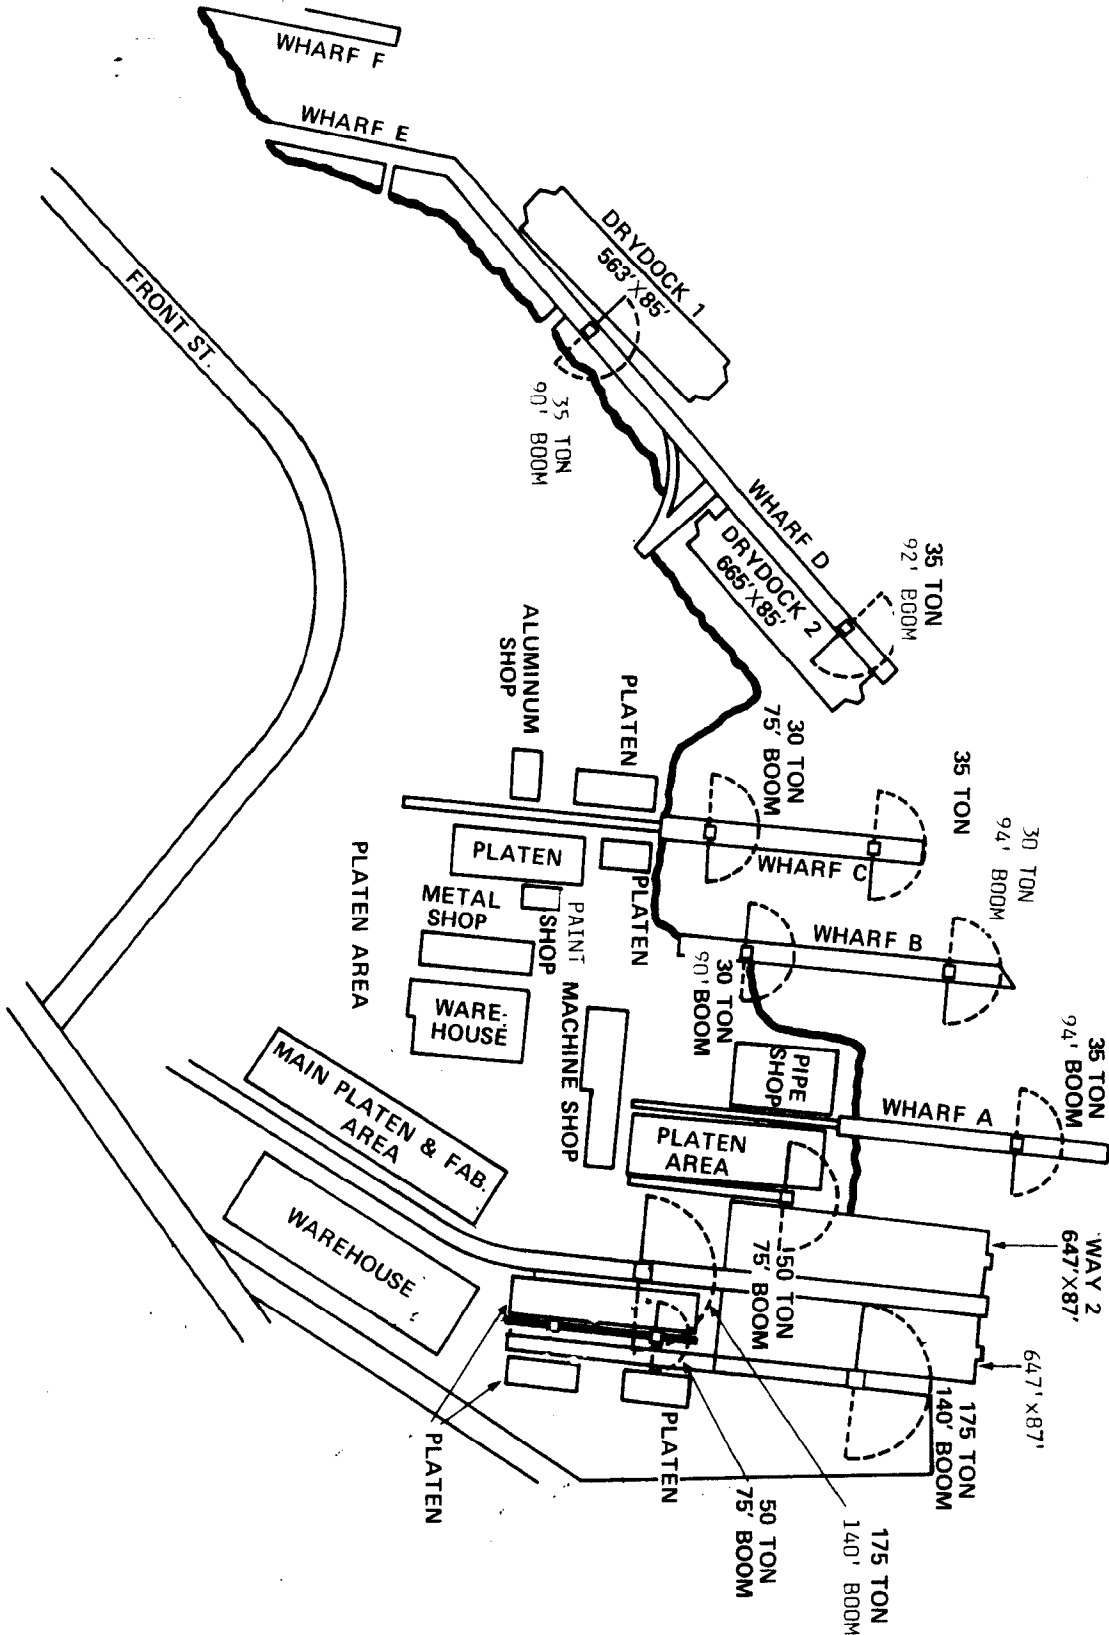 WHARF F
WHARF E
DRYDOCK 1
563'X85'
FRONT ST.
35 TON
90' BOOM
WHARF D
DRYDOCK 2
665'X85'
35 TON
92' BOOM
ALUMINUM
SHOP
PLATEN
30 TON
75' BOOM
35 TON
30 TON
94' BOOM
WHARF C
PLATEN
PLATEN
METAL
SHOP
PAINT
SHOP
PLATEN AREA
WHARF B
30 TON
90' BOOM
WARE-
HOUSE
MACHINE SHOP
PIPE
SHOP
35 TON
94' BOOM
WHARF A
MAIN PLATEN & FAB.
AREA
PLATEN
AREA
WAREHOUSE
50 TON
75' BOOM
WAY 2
647'X87'
647'X87'
175 TON
140' BOOM
PLATEN
PLATEN
50 TON
75' BOOM
175 TON
140' BOOM